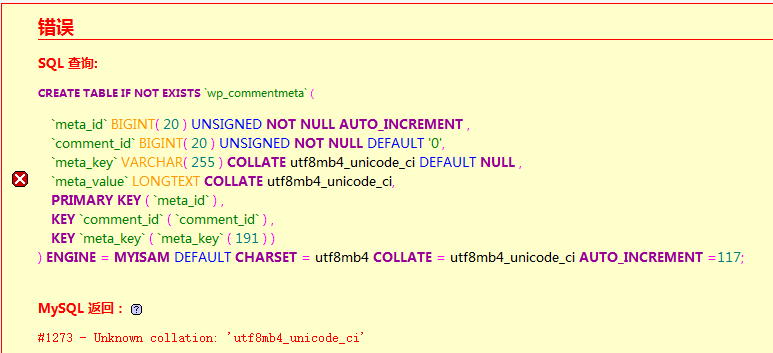 错误
SQL 查询:
CREATE TABLE IF NOT EXISTS `wp_commentmeta` (
`meta_id` BIGINT( 20 ) UNSIGNED NOT NULL AUTO_INCREMENT ,
`comment_id` BIGINT( 20 ) UNSIGNED NOT NULL DEFAULT '0',
`meta_key` VARCHAR( 255 ) COLLATE utf8mb4_unicode_ci DEFAULT NULL ,
`meta_value` LONGTEXT COLLATE utf8mb4_unicode_ci,
PRIMARY KEY ( `meta_id` ) ,
KEY `comment_id` ( `comment_id` ) ,
KEY `meta_key` ( `meta_key` ( 191 ) )
) ENGINE = MYISAM DEFAULT CHARSET = utf8mb4 COLLATE = utf8mb4_unicode_ci AUTO_INCREMENT =117;
MySQL 返回：
#1273 - Unknown collation: 'utf8mb4_unicode_ci'